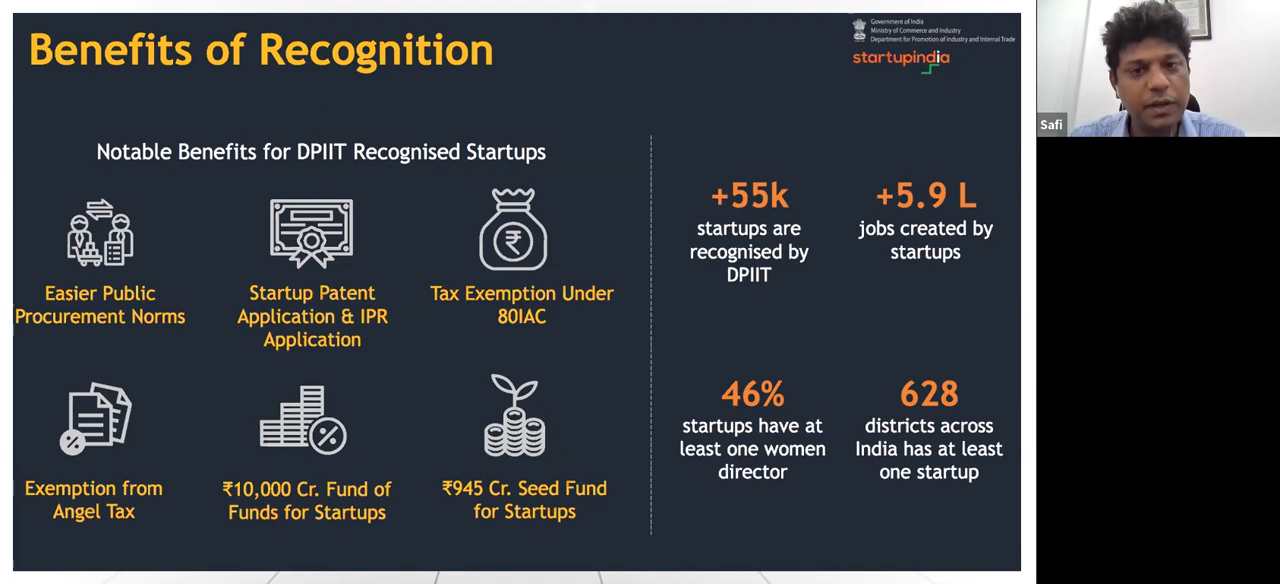 Benefits of Recognition
Government of India
Ministry of Commerce and Industry
Department for Promotion of Industry and Internal Trade
startupindia
Safi
Notable Benefits for DPIIT Recognised Startups
Easier Public
Procurement Norms
Startup Patent
Application & IPR
Application
Tax Exemption Under
80IAC
Exemption from
Angel Tax
₹10,000 Cr. Fund of
Funds for Startups
₹945 Cr. Seed Fund
for Startups
+55k
startups are
recognised by
DPIIT
+5.9 L
jobs created by
startups
46%
startups have at
least one women
director
628
districts across
India has at least
one startup